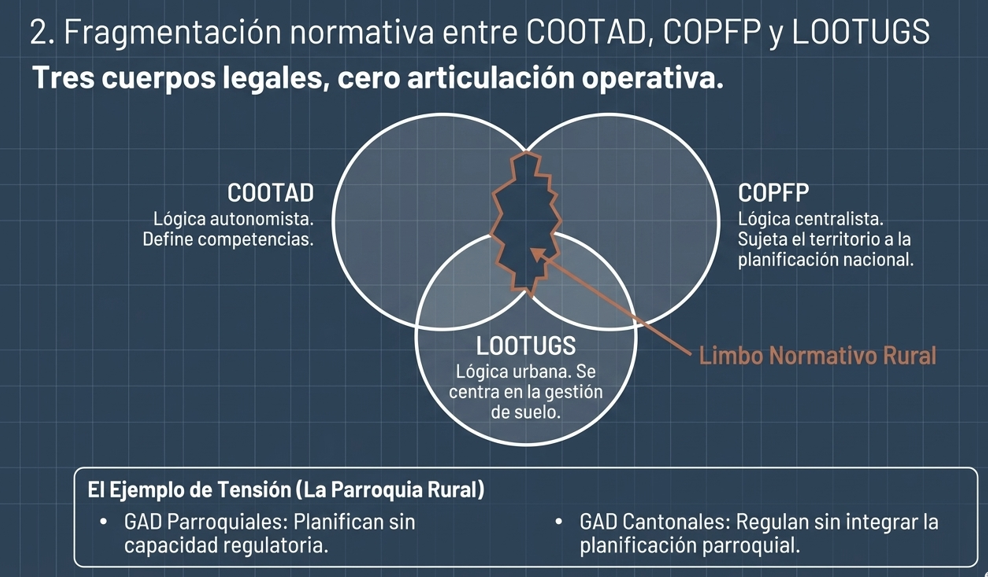 2. Fragmentación normativa entre COOTAD, COPFP y LOOTUGS
Tres cuerpos legales, cero articulación operativa.
COOTAD
Lógica autonomista.
Define competencias.
COPFP
Lógica centralista.
Sujeta el territorio a la
planificación nacional.
LOOTUGS
Lógica urbana. Se
centra en la gestión
de suelo.
Limbo Normativo Rural
El Ejemplo de Tensión (La Parroquia Rural)
• GAD Parroquiales: Planifican sin
capacidad regulatoria.
• GAD Cantonales: Regulan sin integrar la
planificación parroquial.